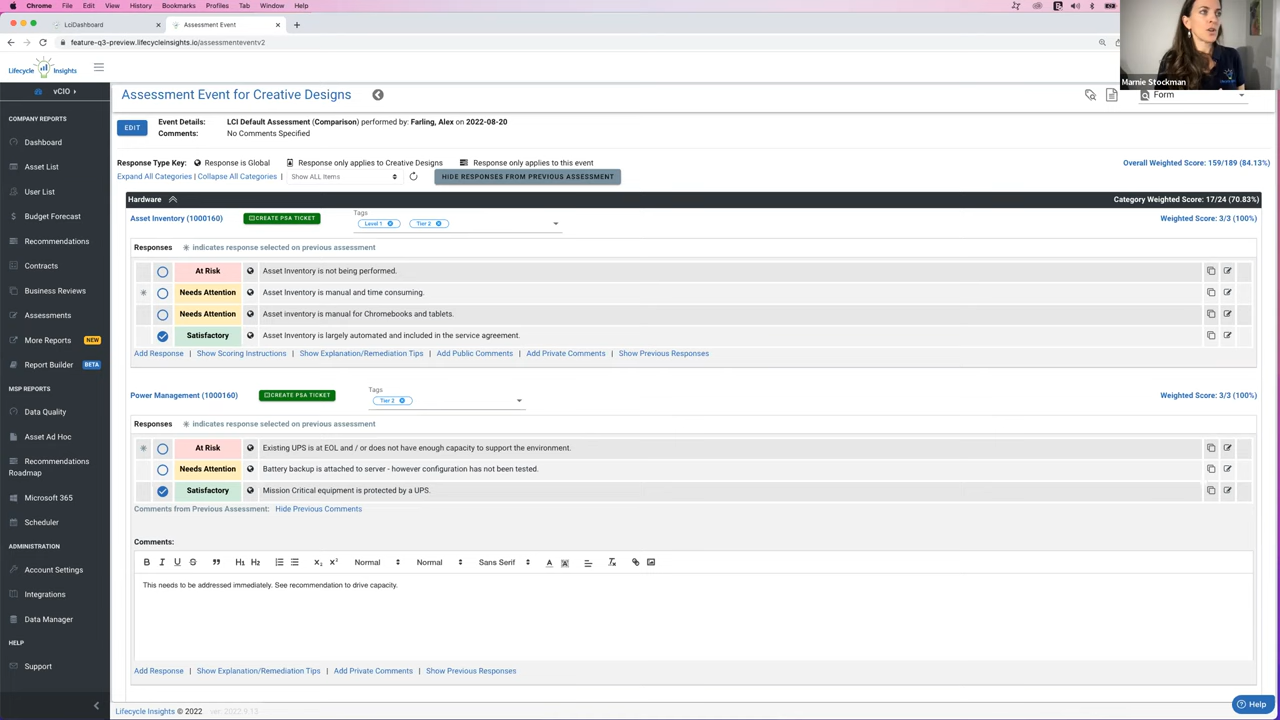 Chrome File Edit View History Bookmarks Profiles Tab Window Help
LciDashboard
Assessment Event
feature-q3-preview.lifecycleinsights.io/assessmenteventv2
Marnie Stockman
Lifecycle Insights
vCIO
COMPANY REPORTS
Dashboard
Asset List
User List
Budget Forecast
Recommendations
Contracts
Business Reviews
Assessments
More Reports NEW
Report Builder BETA
MSP REPORTS
Data Quality
Asset Ad Hoc
Recommendations
Roadmap
Microsoft 365
Scheduler
ADMINISTRATION
Account Settings
Integrations
Data Manager
HELP
Support
Assessment Event for Creative Designs
Form
EDIT
Event Details: LCI Default Assessment (Comparison) performed by: Farling, Alex on 2022-08-20
Comments: No Comments Specified
Response Type Key: Response is Global Response only applies to Creative Designs Response only applies to this event
Overall Weighted Score: 159/189 (84.13%)
Expand All Categories | Collapse All Categories | Show ALL Items HIDE RESPONSES FROM PREVIOUS ASSESSMENT
Hardware Category Weighted Score: 17/24 (70.83%)
Asset Inventory (1000160) CREATE PSA TICKET Tags Level 1 Tier 2 Weighted Score: 3/3 (100%)
Responses indicates response selected on previous assessment
At Risk Asset Inventory is not being performed.
Needs Attention Asset Inventory is manual and time consuming.
Needs Attention Asset inventory is manual for Chromebooks and tablets.
Satisfactory Asset Inventory is largely automated and included in the service agreement.
Add Response | Show Scoring Instructions | Show Explanation/Remediation Tips | Add Public Comments | Add Private Comments | Show Previous Responses
Power Management (1000160) CREATE PSA TICKET Tags Tier 2 Weighted Score: 3/3 (100%)
Responses indicates response selected on previous assessment
At Risk Existing UPS is at EOL and / or does not have enough capacity to support the environment.
Needs Attention Battery backup is attached to server - however configuration has not been tested.
Satisfactory Mission Critical equipment is protected by a UPS.
Comments from Previous Assessment: Hide Previous Comments
Comments:
B I U S H1 H2 X2 X2 Normal Normal Sans Serif A A
This needs to be addressed immediately. See recommendation to drive capacity.
Add Response | Show Explanation/Remediation Tips | Add Private Comments | Show Previous Responses
Lifecycle Insights © 2022 ver: 2022.9.13
Help